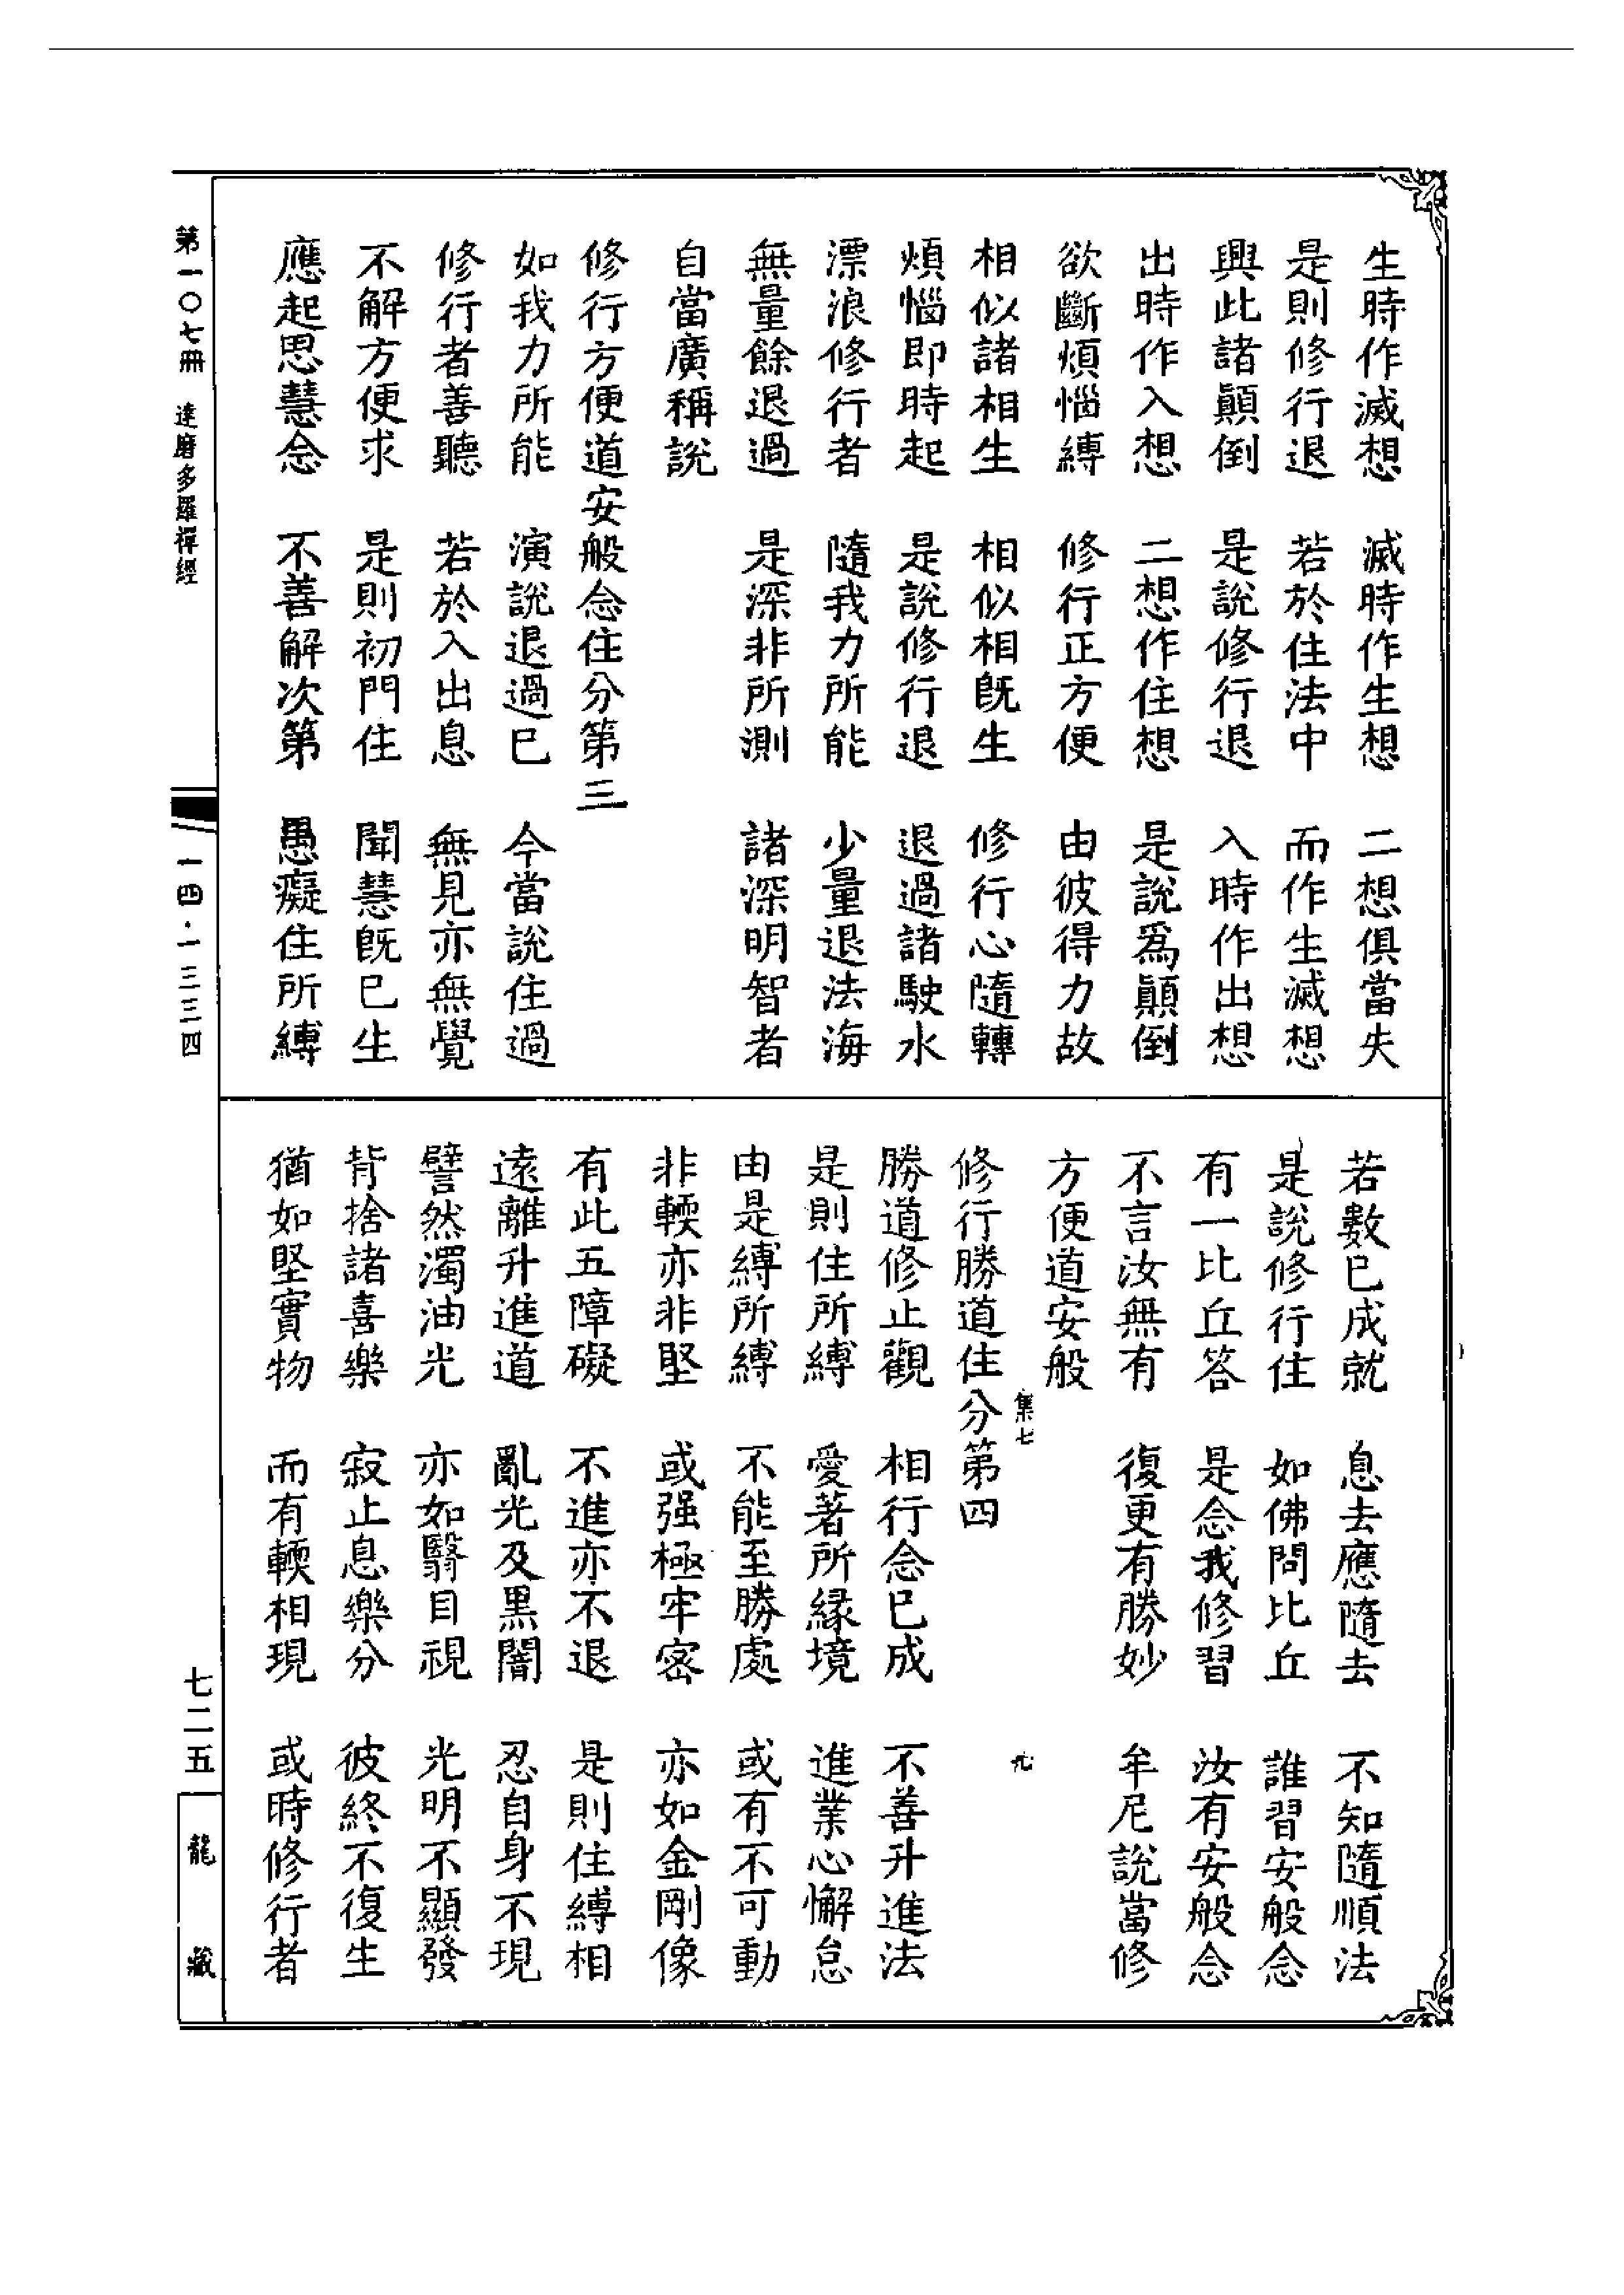 生時作滅想　滅時作生想　二想俱當失
是則修行退　若於住法中　而作生滅想
興此諸顛倒　是說修行退　入時作出想
出時作入想　二想作住想　是說爲顛倒
欲斷煩惱縛　修行正方便　由彼得力故
相似諸相生　相似相旣生　修行心隨轉
煩惱即時起　是說修行退　退過諸駛水
漂浪修行者　隨我力所能　少量退法海
無量餘退過　是深非所測　諸深明智者
自當廣稱說
修行方便道安般念住分第三
如我力所能　演說退過已　今當說住過
修行者善聽　若於入出息　無見亦無覺
不解方便求　是則初門住　聞慧旣已生
應起思慧念　不善解次第　愚癡住所縛
若數已成就　息去應隨去　不知隨順法
是說修行住　如佛問比丘　誰習安般念
有一比丘答　是念我修習　汝有安般念
不言汝無有　復更有勝妙　牟尼說當修
方便道安般
集七　九
修行勝道住分第四
勝道修止觀　相行念已成　不善升進法
是則住所縛　愛著所緣境　進業心懈怠
由是縛所縛　不能至勝處　或有不可動
非輭亦非堅　或强極牢密　亦如金剛像
有此五障礙　不進亦不退　是則住縛相
遠離升進道　亂光及黑闇　忍自身不現
譬然濁油光　亦如翳目視　光明不顯發
背捨諸喜樂　寂止息樂分　彼終不復生
猶如堅實物　而有輭相現　或時修行者
第一〇七冊　達磨多羅禪經
一四·一三三四
七二五
龍藏